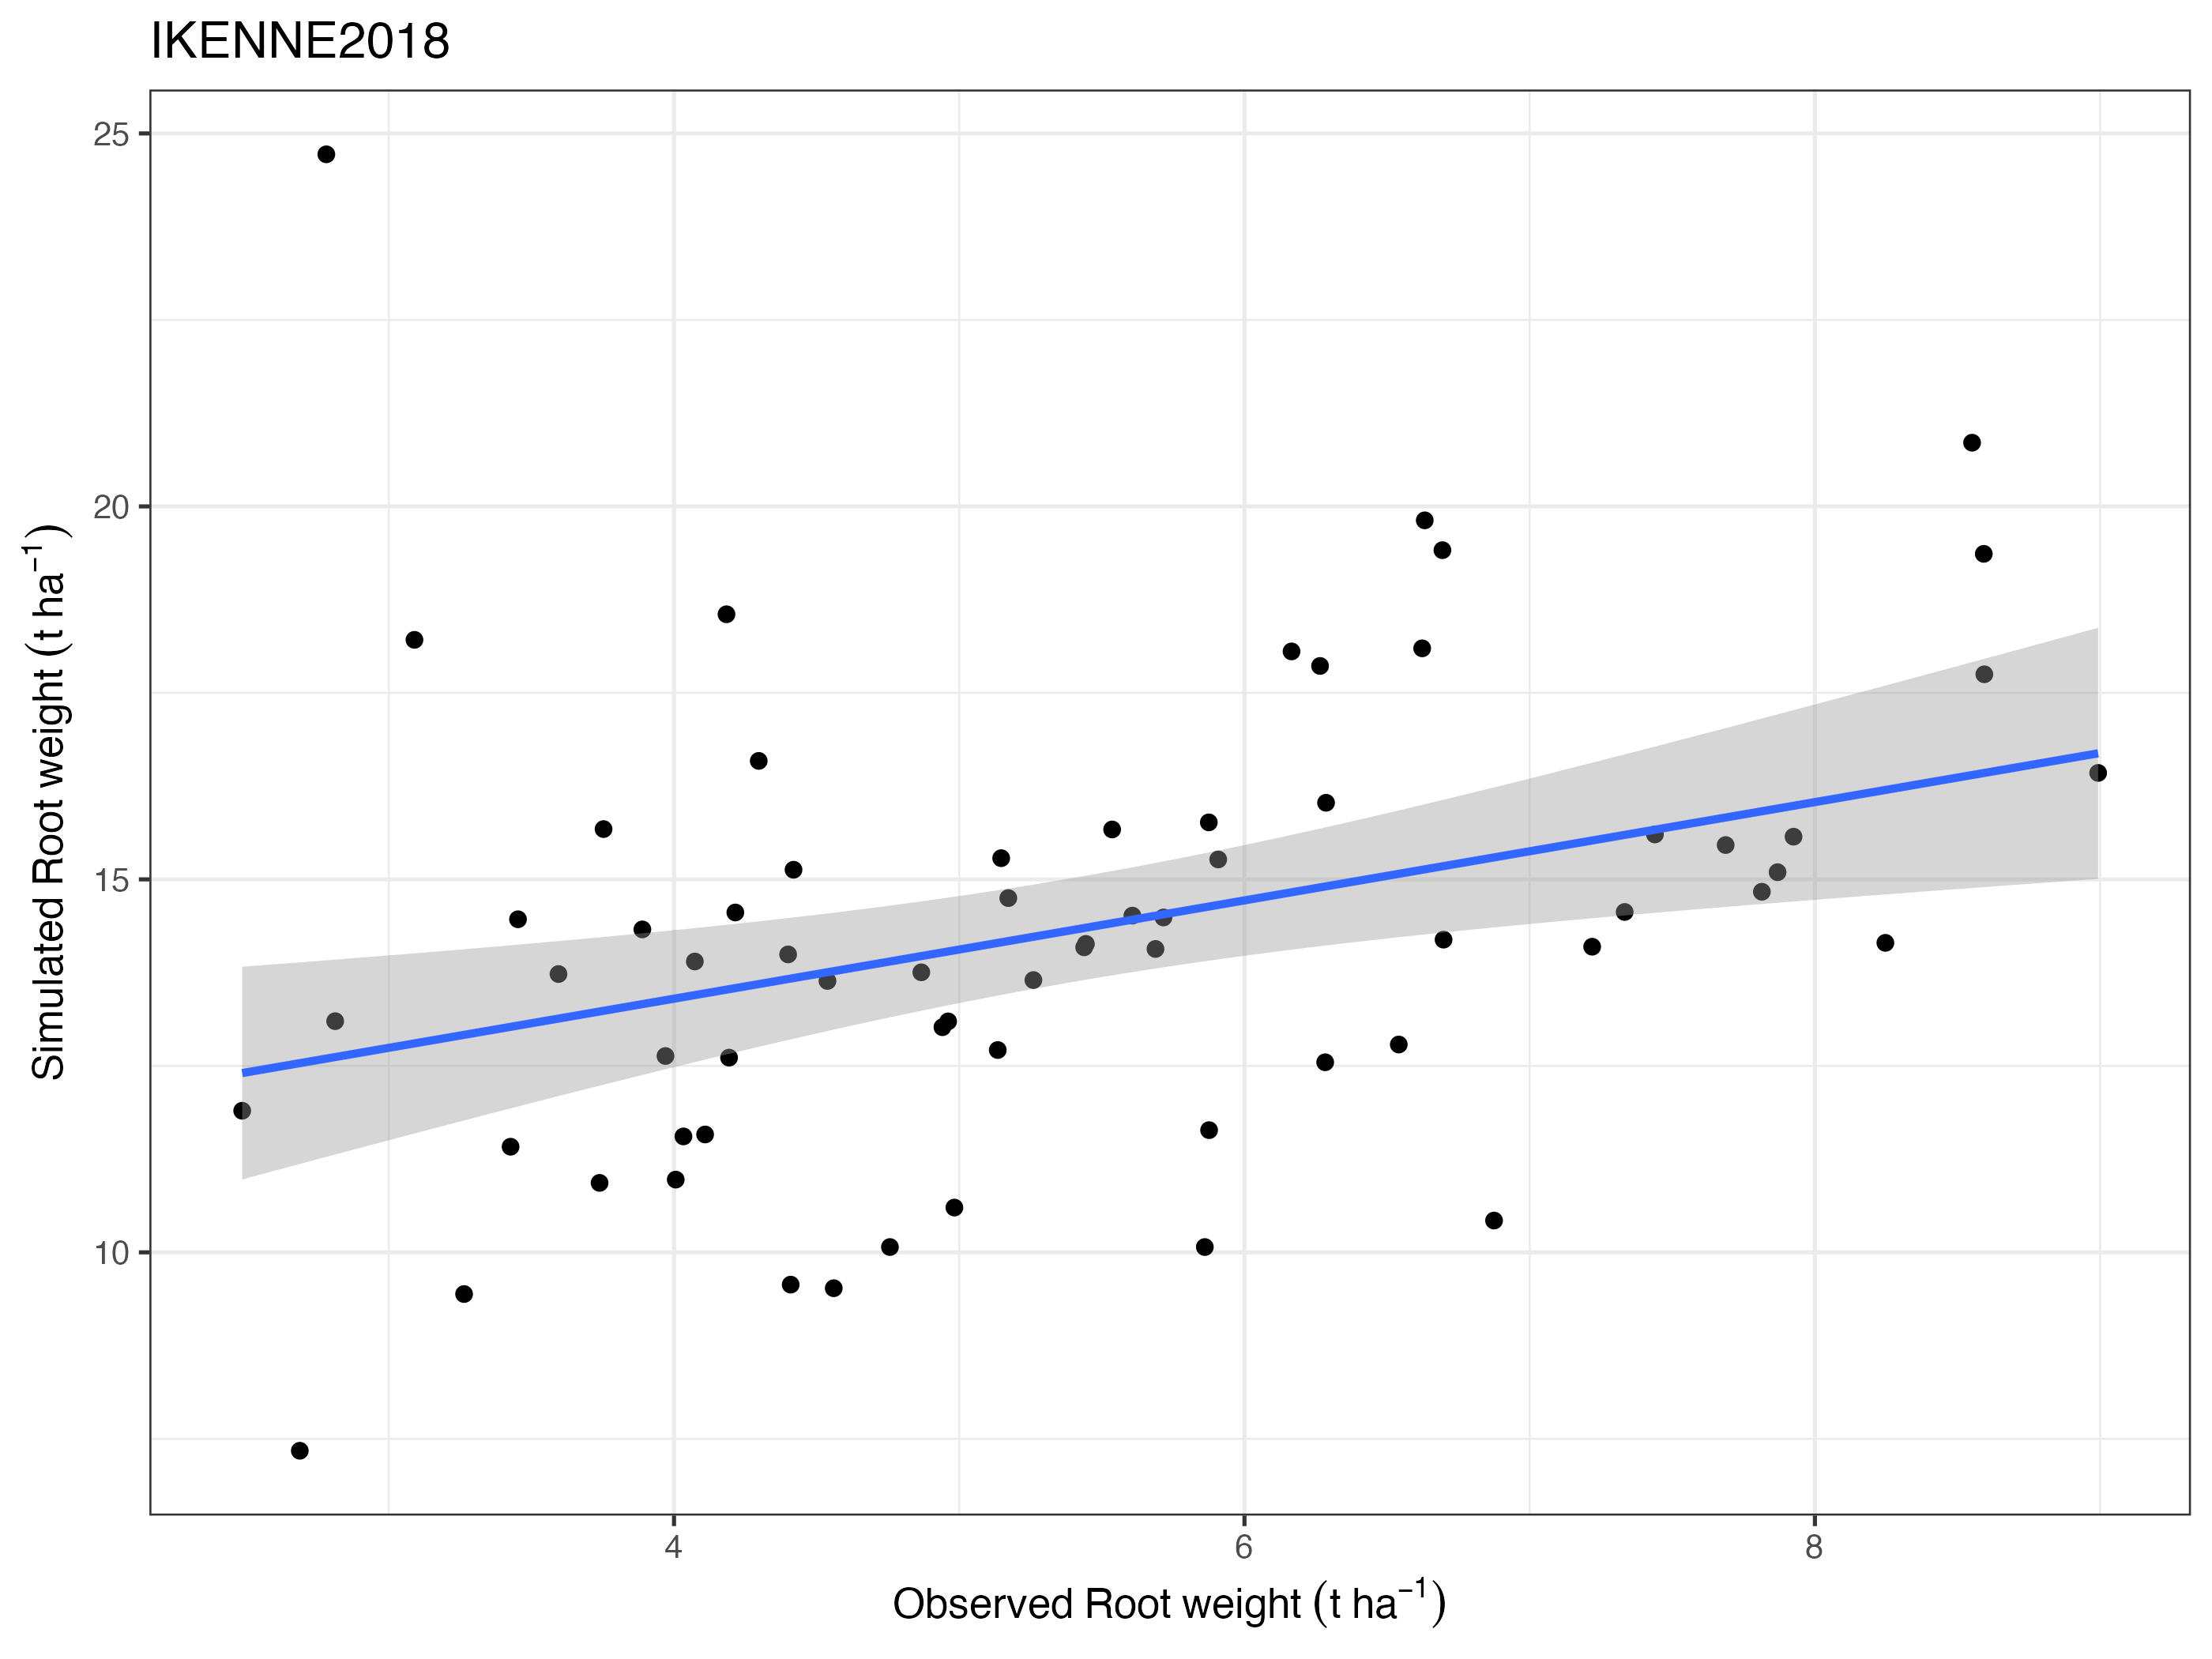 IKENNE2018
25
20
15
10
Simulated Root weight (t ha⁻¹)
4 6 8
Observed Root weight (t ha⁻¹)